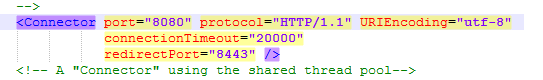 -->
<Connector port="8080" protocol="HTTP/1.1" URIEncoding="utf-8"
connectionTimeout="20000"
redirectPort="8443" />
<!-- A "Connector" using the shared thread pool-->